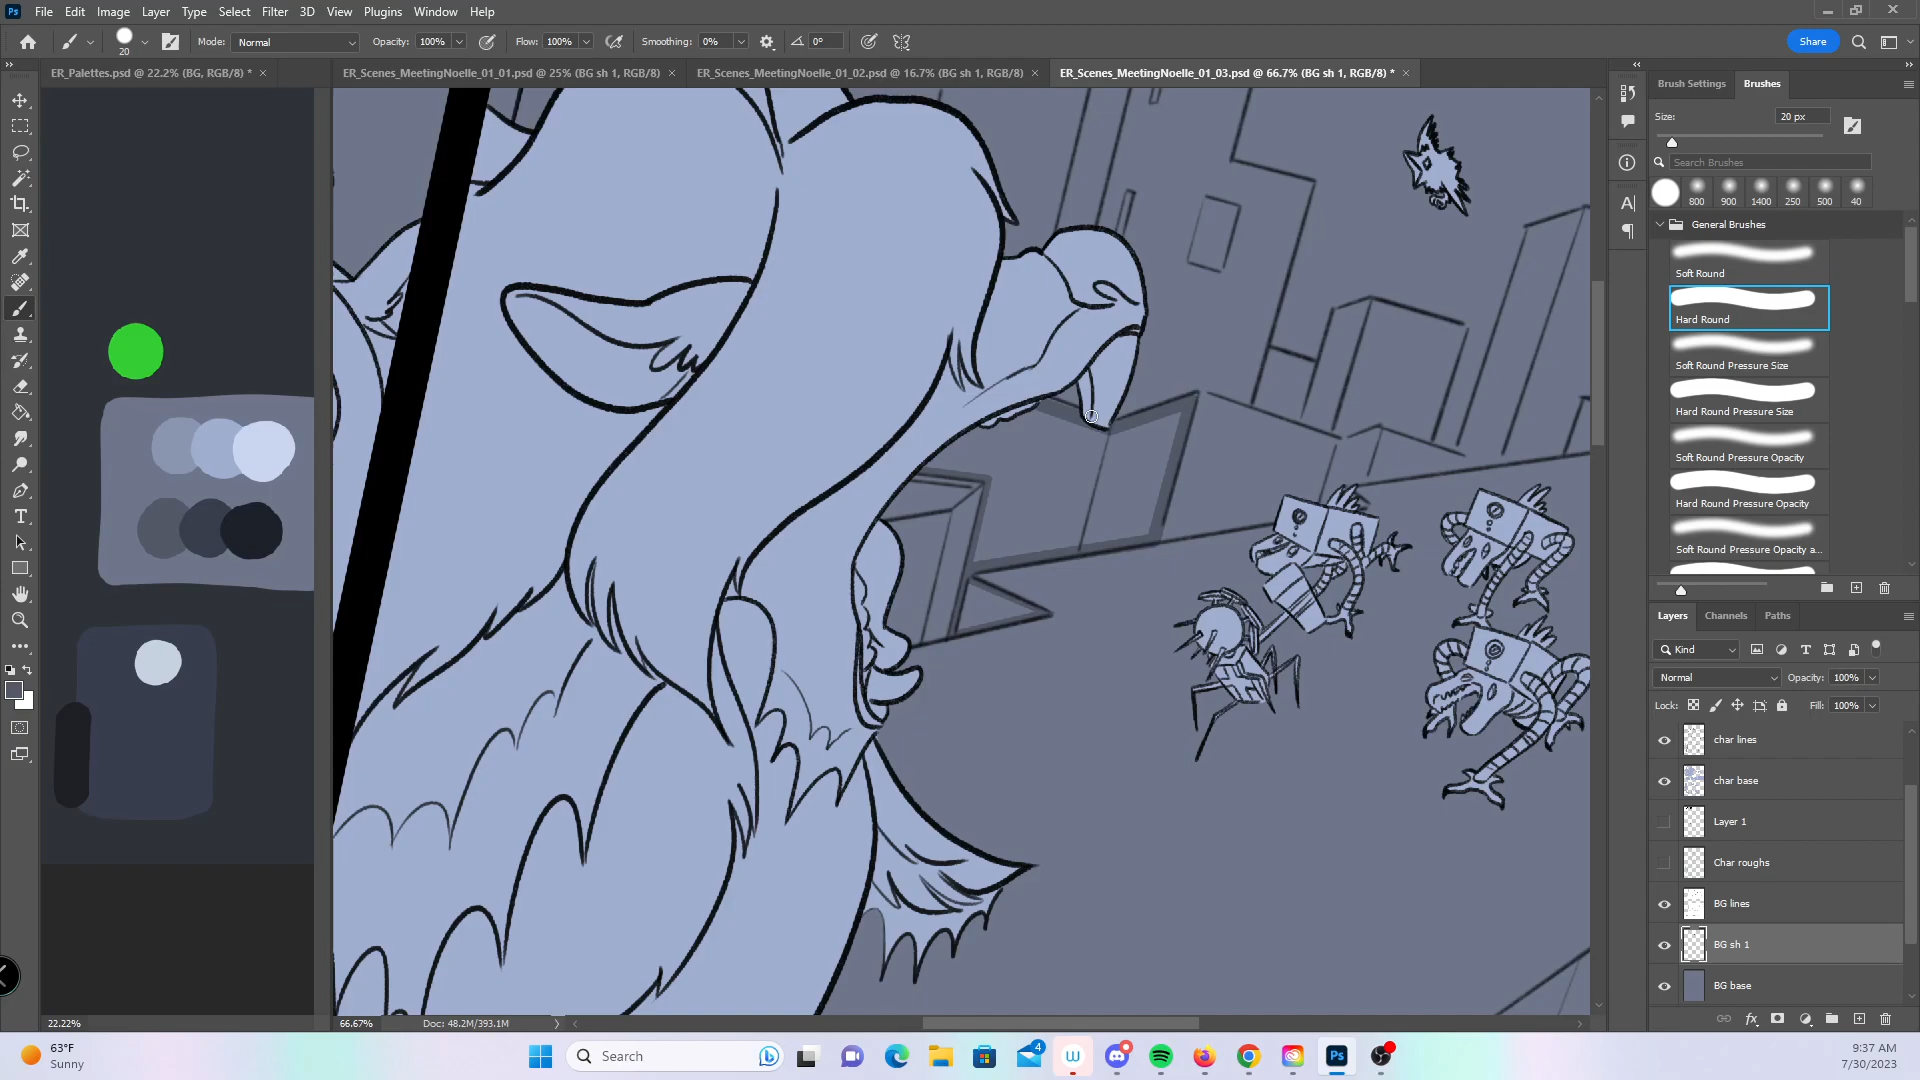 Ps File Edit Image Layer Type Select Filter 3D View Plugins Window Help
20 Mode: Normal Opacity: 100% Flow: 100% Smoothing: 0% 0° Share
ER_Palettes.psd @ 22.2% (BG, RGB/8) * ER_Scenes_MeetingNoelle_01_01.psd @ 25% (BG sh 1, RGB/8) ER_Scenes_MeetingNoelle_01_02.psd @ 16.7% (BG sh 1, RGB/8) ER_Scenes_MeetingNoelle_01_03.psd @ 66.7% (BG sh 1, RGB/8) *
Brush Settings Brushes
Size: 20 px
Search Brushes
800 900 1400 250 500 40
General Brushes
Soft Round
Hard Round
Soft Round Pressure Size
Hard Round Pressure Size
Soft Round Pressure Opacity
Hard Round Pressure Opacity
Soft Round Pressure Opacity a...
Layers Channels Paths
Kind
Normal Opacity: 100%
Lock: Fill: 100%
char lines
char base
Layer 1
Char roughs
BG lines
BG sh 1
BG base
fx
22.22% 66.67% Doc: 48.2M/393.1M
63°F
Sunny
Search
4
Ps
9:37 AM
7/30/2023